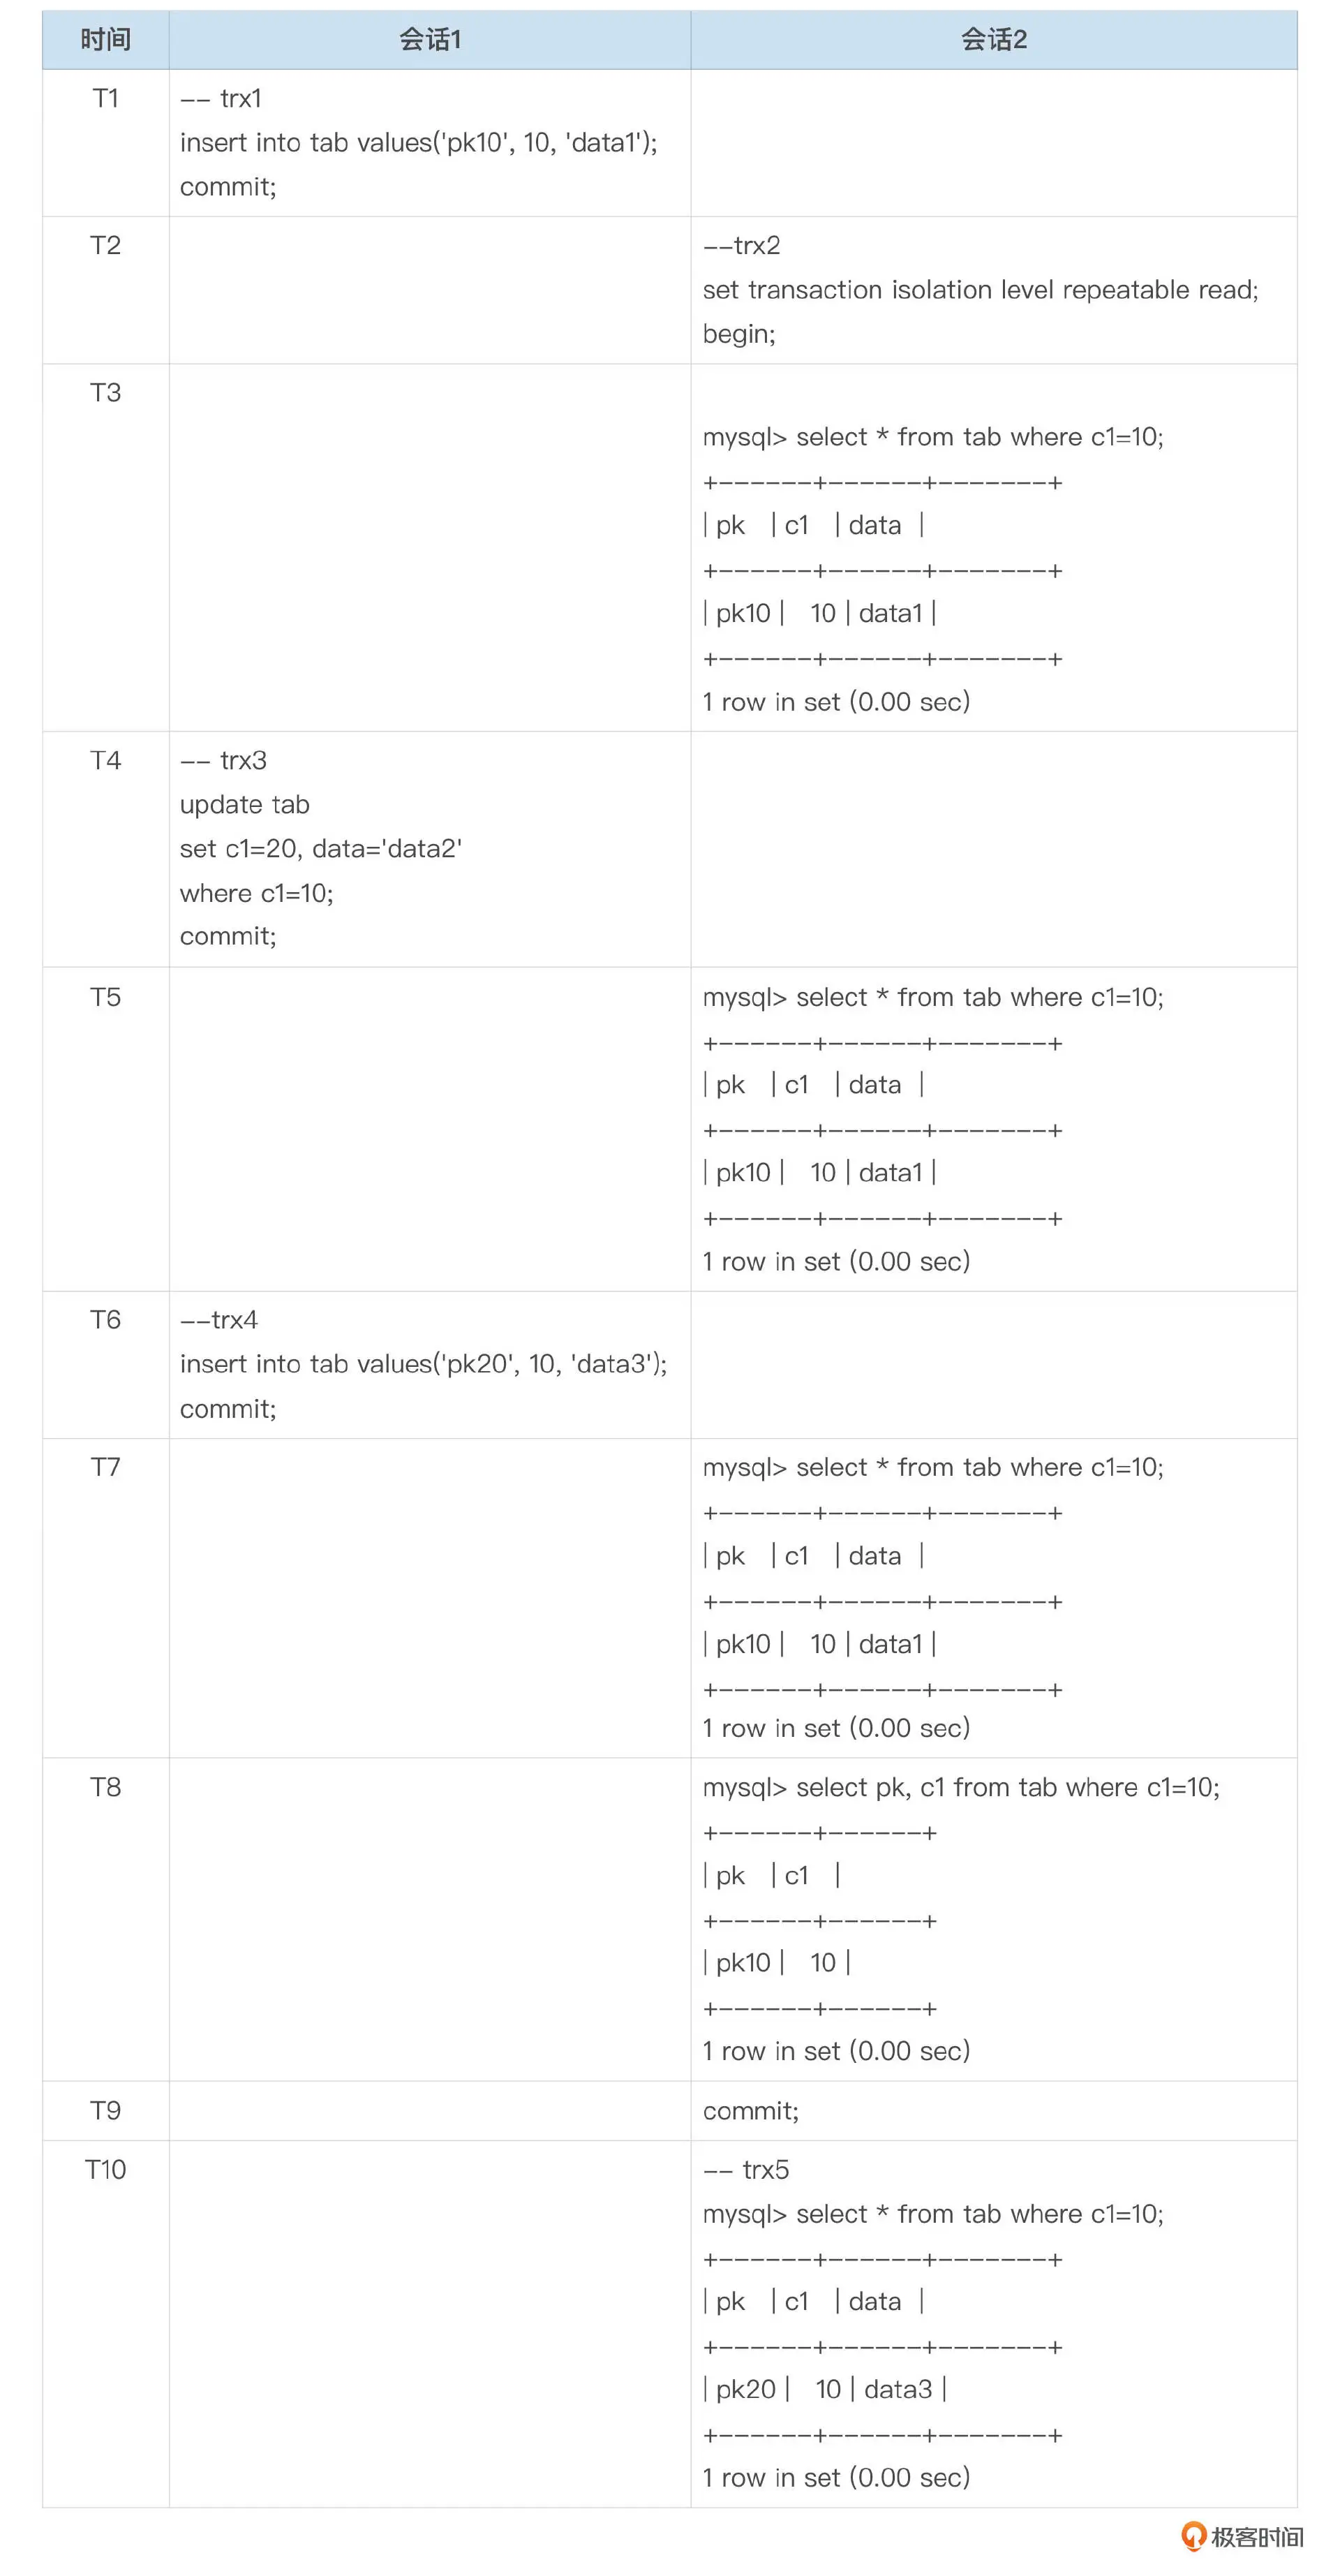 时间 会话1 会话2
T1 -- trx1
insert into tab values('pk10', 10, 'data1');
commit;
T2 --trx2
set transaction isolation level repeatable read;
begin;
T3
mysql> select * from tab where c1=10;
+------+------+-------+
| pk | c1 | data |
+------+------+-------+
| pk10 | 10 | data1 |
+------+------+-------+
1 row in set (0.00 sec)
T4 -- trx3
update tab
set c1=20, data='data2'
where c1=10;
commit;
T5 mysql> select * from tab where c1=10;
+------+------+-------+
| pk | c1 | data |
+------+------+-------+
| pk10 | 10 | data1 |
+------+------+-------+
1 row in set (0.00 sec)
T6 --trx4
insert into tab values('pk20', 10, 'data3');
commit;
T7 mysql> select * from tab where c1=10;
+------+------+-------+
| pk | c1 | data |
+------+------+-------+
| pk10 | 10 | data1 |
+------+------+-------+
1 row in set (0.00 sec)
T8 mysql> select pk, c1 from tab where c1=10;
+------+------+
| pk | c1 |
+------+------+
| pk10 | 10 |
+------+------+
1 row in set (0.00 sec)
T9 commit;
T10 -- trx5
mysql> select * from tab where c1=10;
+------+------+-------+
| pk | c1 | data |
+------+------+-------+
| pk20 | 10 | data3 |
+------+------+-------+
1 row in set (0.00 sec)
极客时间